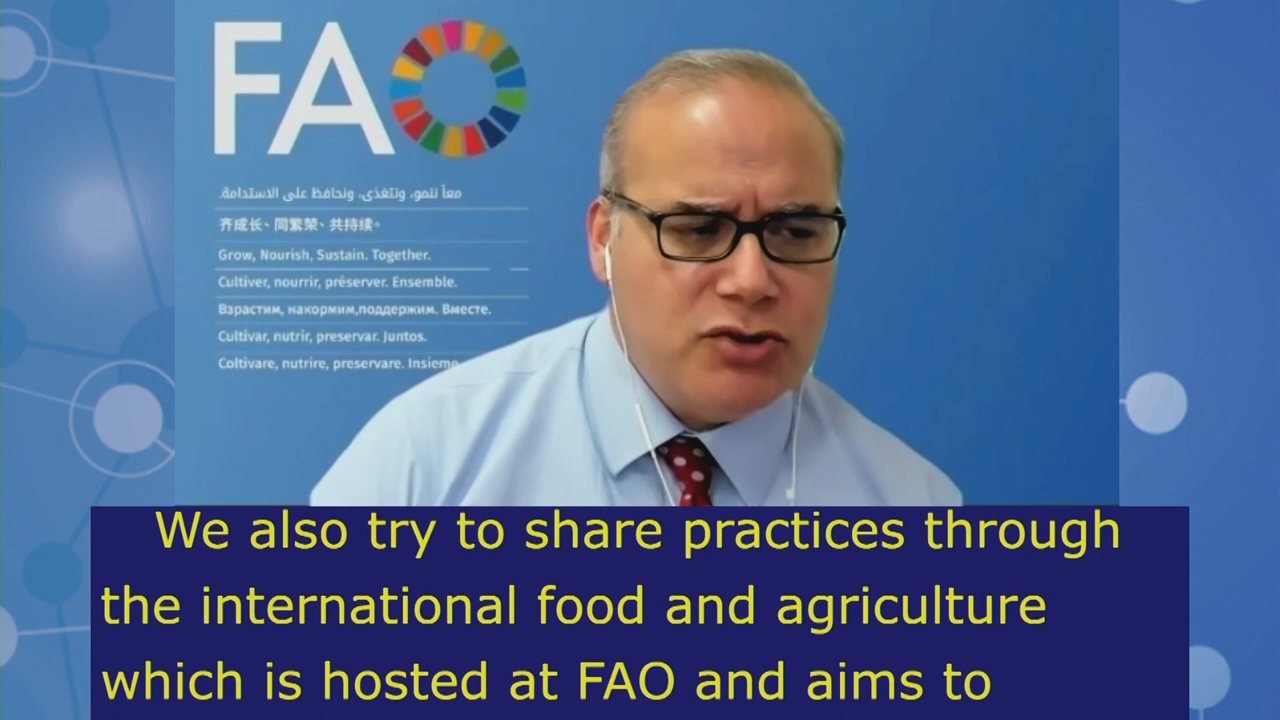 FAO
معاً ننمو، ونتغذى، ونحافظ على الاستدامة.
齐成长、同繁荣、共持续。
Grow, Nourish, Sustain. Together.
Cultiver, nourrir, préserver. Ensemble.
Взрастим, накормим,поддержим. Вместе.
Cultivar, nutrir, preservar. Juntos.
Coltivare, nutrire, preservare. Insieme
We also try to share practices through
the international food and agriculture
which is hosted at FAO and aims to